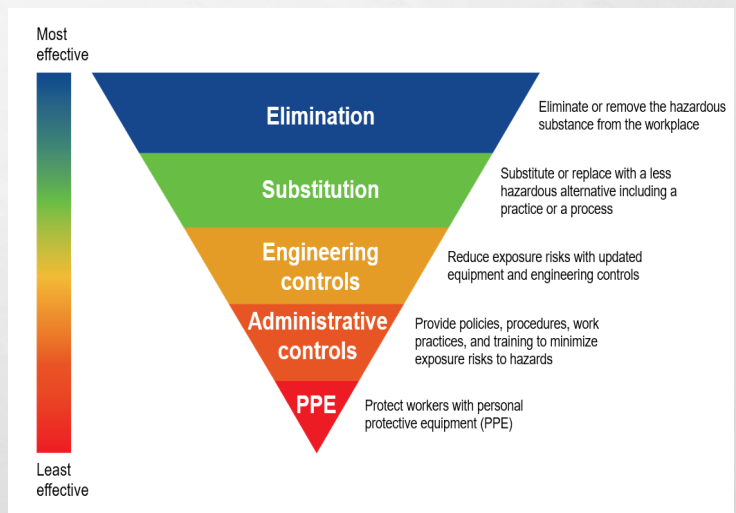 Most
effective
Elimination
Eliminate or remove the hazardous
substance from the workplace
Substitution
Substitute or replace with a less
hazardous alternative including a
practice or a process
Engineering
controls
Reduce exposure risks with updated
equipment and engineering controls
Administrative
controls
Provide policies, procedures, work
practices, and training to minimize
exposure risks to hazards
PPE
Protect workers with personal
protective equipment (PPE)
Least
effective